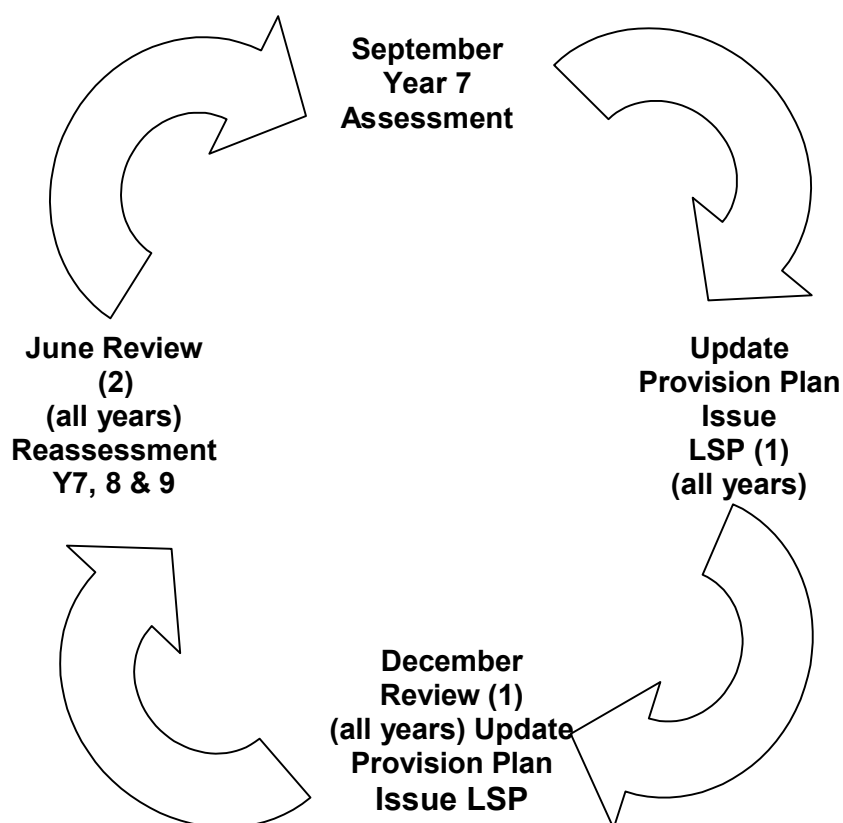 September
Year 7
Assessment
Update
Provision Plan
Issue
LSP (1)
(all years)
December
Review (1)
(all years) Update
Provision Plan
Issue LSP
June Review
(2)
(all years)
Reassessment
Y7, 8 & 9